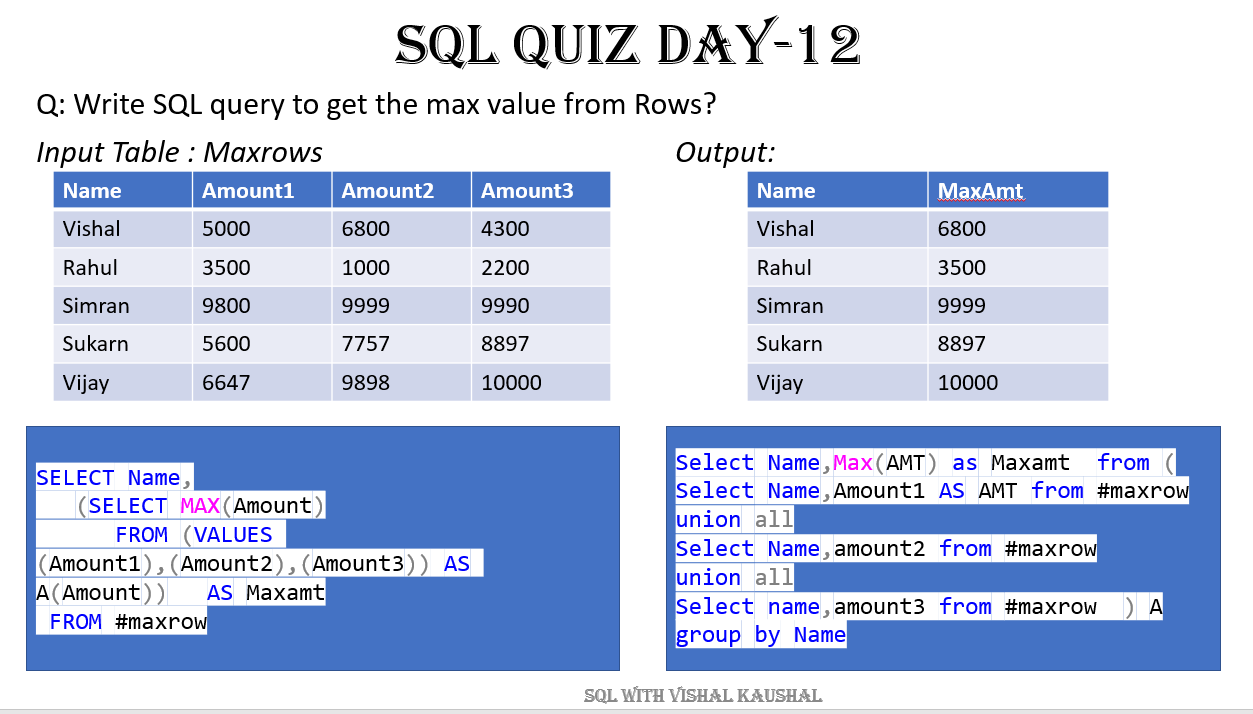 SQL QUIZ DAY-12
Q: Write SQL query to get the max value from Rows?
Input Table : Maxrows
Name Amount1 Amount2 Amount3
Vishal 5000 6800 4300
Rahul 3500 1000 2200
Simran 9800 9999 9990
Sukarn 5600 7757 8897
Vijay 6647 9898 10000
Output:
Name MaxAmt
Vishal 6800
Rahul 3500
Simran 9999
Sukarn 8897
Vijay 10000
SELECT Name,
(SELECT MAX(Amount)
FROM (VALUES
(Amount1),(Amount2),(Amount3)) AS
A(Amount)) AS Maxamt
FROM #maxrow
Select Name,Max(AMT) as Maxamt from (
Select Name,Amount1 AS AMT from #maxrow
union all
Select Name,amount2 from #maxrow
union all
Select name,amount3 from #maxrow ) A
group by Name
SQL WITH VISHAL KAUSHAL